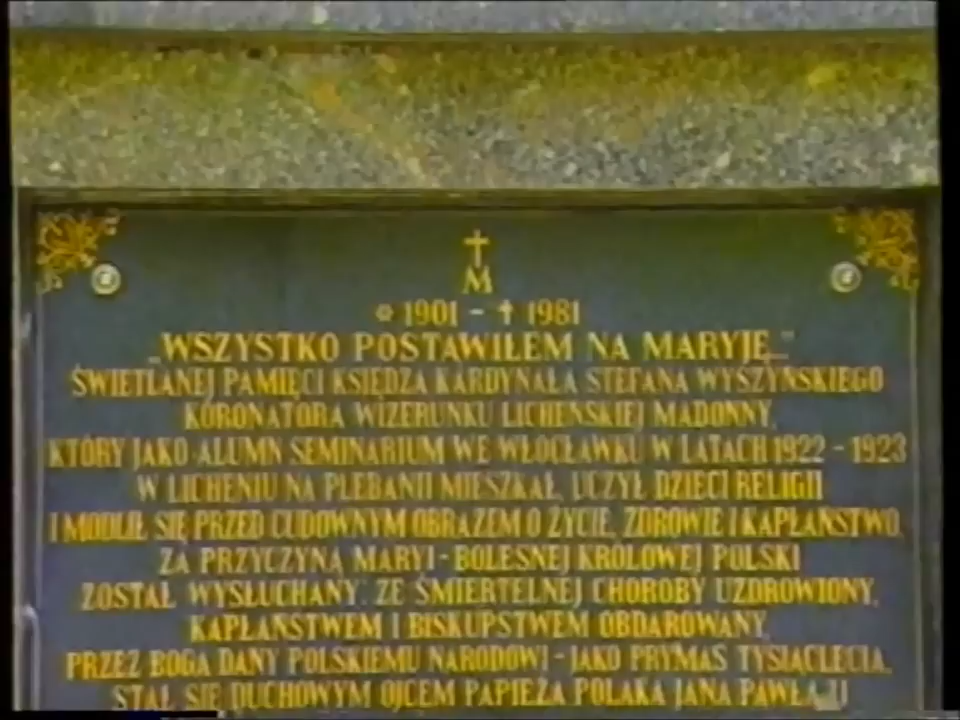 M
* 1901 - † 1981
„WSZYSTKO POSTAWIŁEM NA MARYJĘ..."
ŚWIETLANEJ PAMIĘCI KSIĘDZA KARDYNAŁA STEFANA WYSZYŃSKIEGO
KORONATORA WIZERUNKU LICHEŃSKIEJ MADONNY,
KTÓRY JAKO ALUMN SEMINARIUM WE WŁOCŁAWKU W LATACH 1922 - 1923
W LICHENIU NA PLEBANII MIESZKAŁ, UCZYŁ DZIECI RELIGII
I MODLIŁ SIĘ PRZED CUDOWNYM OBRAZEM O ŻYCIE, ZDROWIE I KAPŁAŃSTWO.
ZA PRZYCZYNĄ MARYI - BOLESNEJ KRÓLOWEJ POLSKI
ZOSTAŁ WYSŁUCHANY: ZE ŚMIERTELNEJ CHOROBY UZDROWIONY,
KAPŁAŃSTWEM I BISKUPSTWEM OBDAROWANY,
PRZEZ BOGA DANY POLSKIEMU NARODOWI - JAKO PRYMAS TYSIĄCLECIA.
STAŁ SIĘ DUCHOWYM OJCEM PAPIEŻA POLAKA JANA PAWŁA II